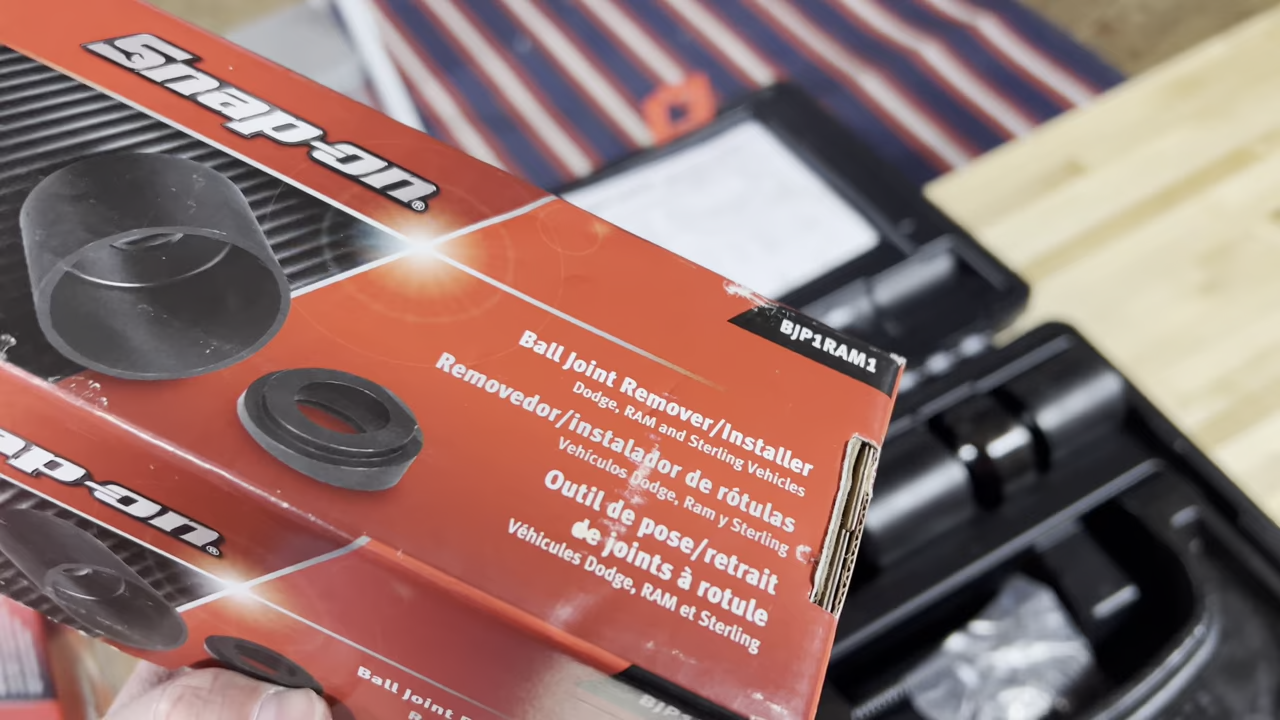 Snap-on®
BJP1RAM1
Ball Joint Remover/Installer
Dodge, RAM and Sterling Vehicles
Removedor/instalador de rótulas
Vehículos Dodge, Ram y Sterling
Outil de pose/retrait
de joints à rotule
Véhicules Dodge, RAM et Sterling
ap-on®
Ball Joint